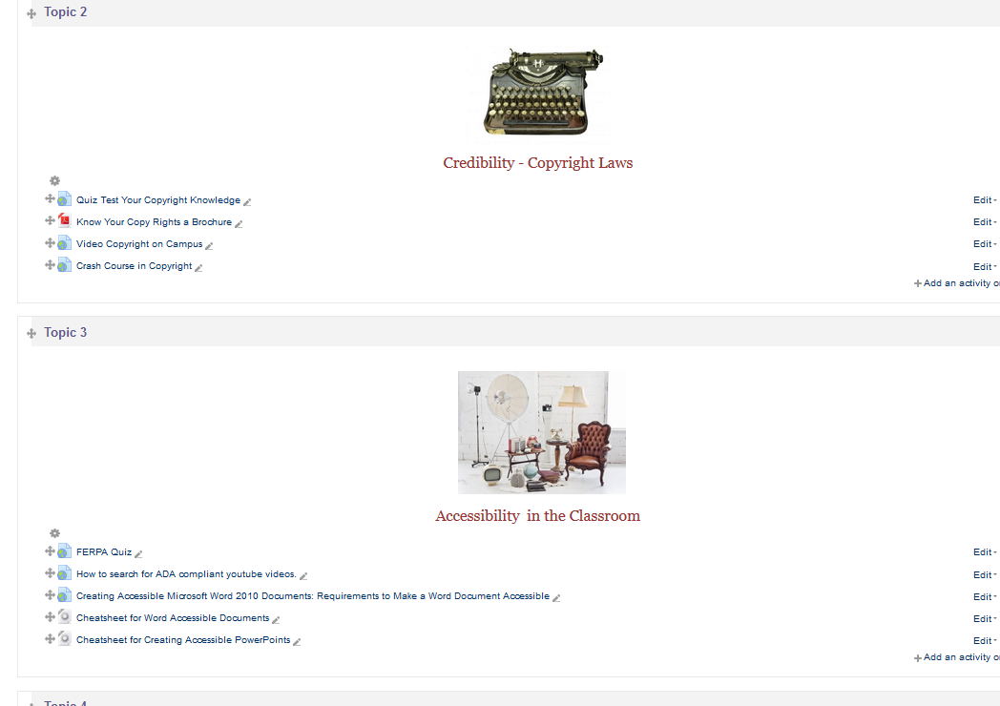 Topic 2
H
Credibility - Copyright Laws
Quiz Test Your Copyright Knowledge
Edit
Know Your Copy Rights a Brochure
Edit
Video Copyright on Campus
Edit
Crash Course in Copyright
Edit
Add an activity o
Topic 3
Accessibility in the Classroom
FERPA Quiz
Edit
How to search for ADA compliant youtube videos.
Edit
Creating Accessible Microsoft Word 2010 Documents: Requirements to Make a Word Document Accessible
Edit
Cheatsheet for Word Accessible Documents
Edit
Cheatsheet for Creating Accessible PowerPoints
Edit
Add an activity o
Topic 4